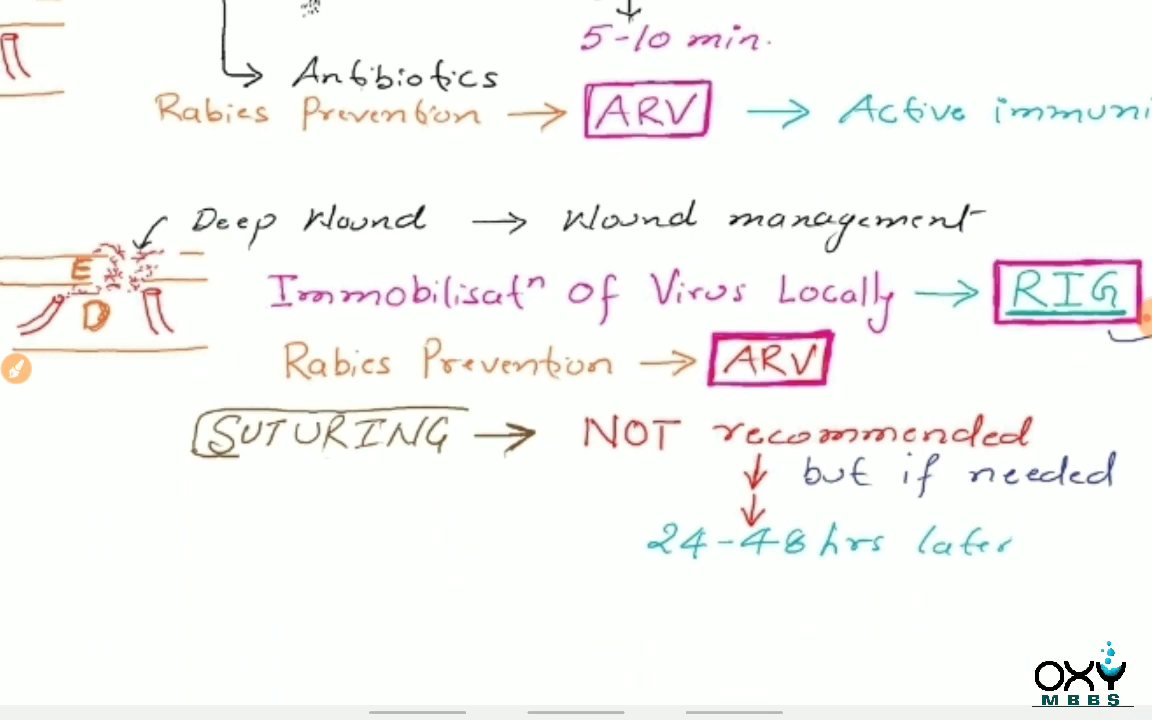 5-10 min.
Antibiotics
Rabies Prevention → ARV → Active immuni
Deep Wound → Wound management
E
Immobilisatⁿ of Virus Locally → RIG
D
Rabies Prevention → ARV
SUTURING → NOT recommended
but if needed
24-48 hrs later
OXY
MBBS